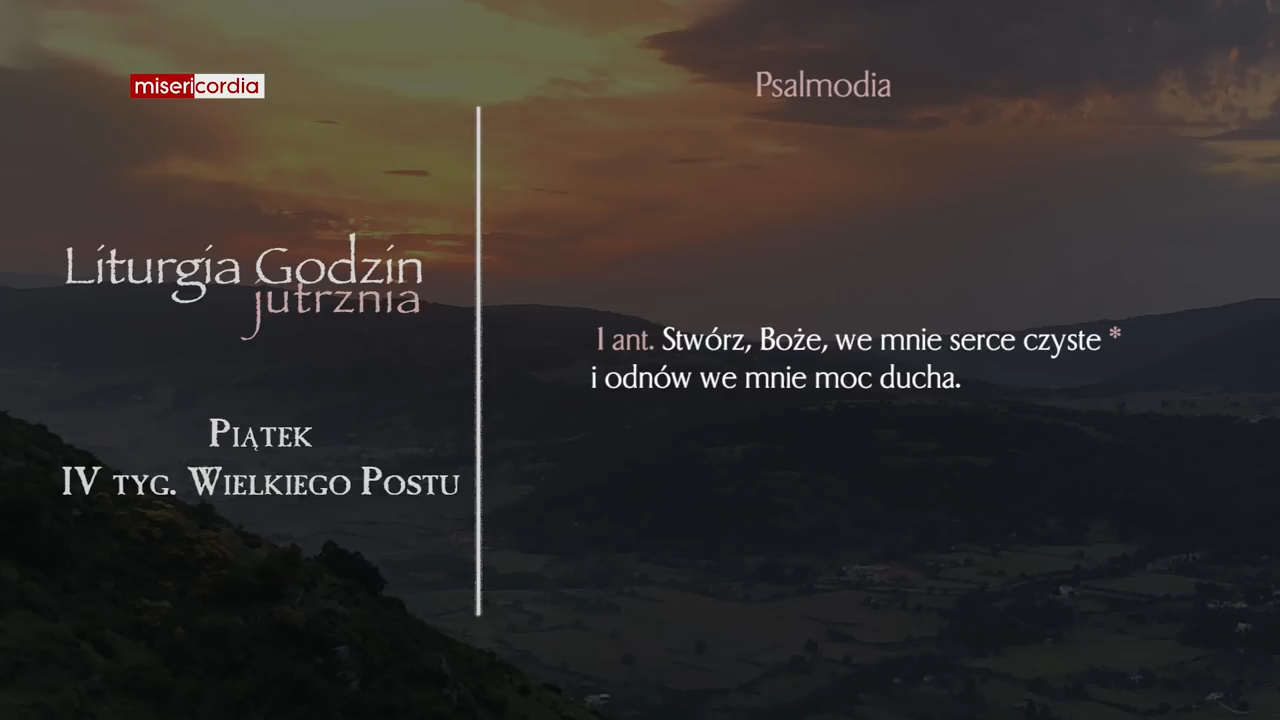 misericordia
Psalmodia
Liturgia Godzin
jutrznia
1 ant. Stwórz, Boże, we mnie serce czyste *
i odnów we mnie moc ducha.
Piątek
IV tyg. Wielkiego Postu